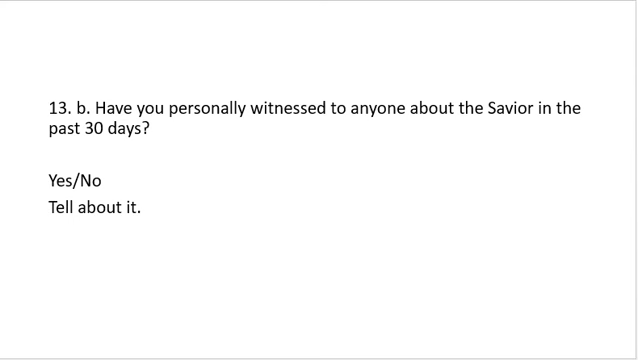 13. b. Have you personally witnessed to anyone about the Savior in the
past 30 days?
Yes/No
Tell about it.